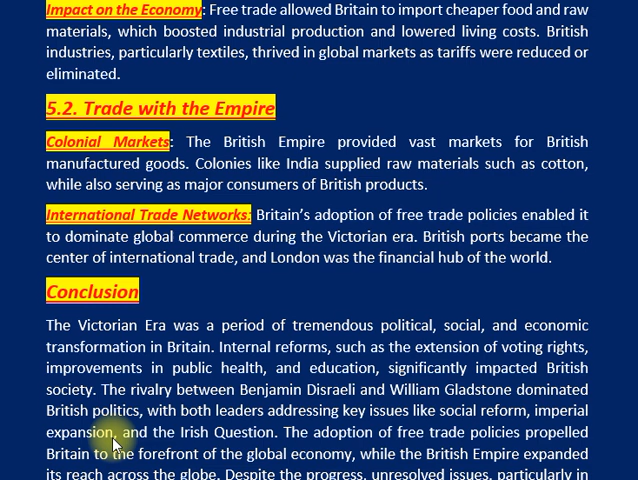 Impact on the Economy: Free trade allowed Britain to import cheaper food and raw
materials, which boosted industrial production and lowered living costs. British
industries, particularly textiles, thrived in global markets as tariffs were reduced or
eliminated.
5.2. Trade with the Empire
Colonial Markets: The British Empire provided vast markets for British
manufactured goods. Colonies like India supplied raw materials such as cotton,
while also serving as major consumers of British products.
International Trade Networks: Britain’s adoption of free trade policies enabled it
to dominate global commerce during the Victorian era. British ports became the
center of international trade, and London was the financial hub of the world.
Conclusion
The Victorian Era was a period of tremendous political, social, and economic
transformation in Britain. Internal reforms, such as the extension of voting rights,
improvements in public health, and education, significantly impacted British
society. The rivalry between Benjamin Disraeli and William Gladstone dominated
British politics, with both leaders addressing key issues like social reform, imperial
expansion, and the Irish Question. The adoption of free trade policies propelled
Britain to the forefront of the global economy, while the British Empire expanded
its reach across the globe. Despite the progress, unresolved issues, particularly in